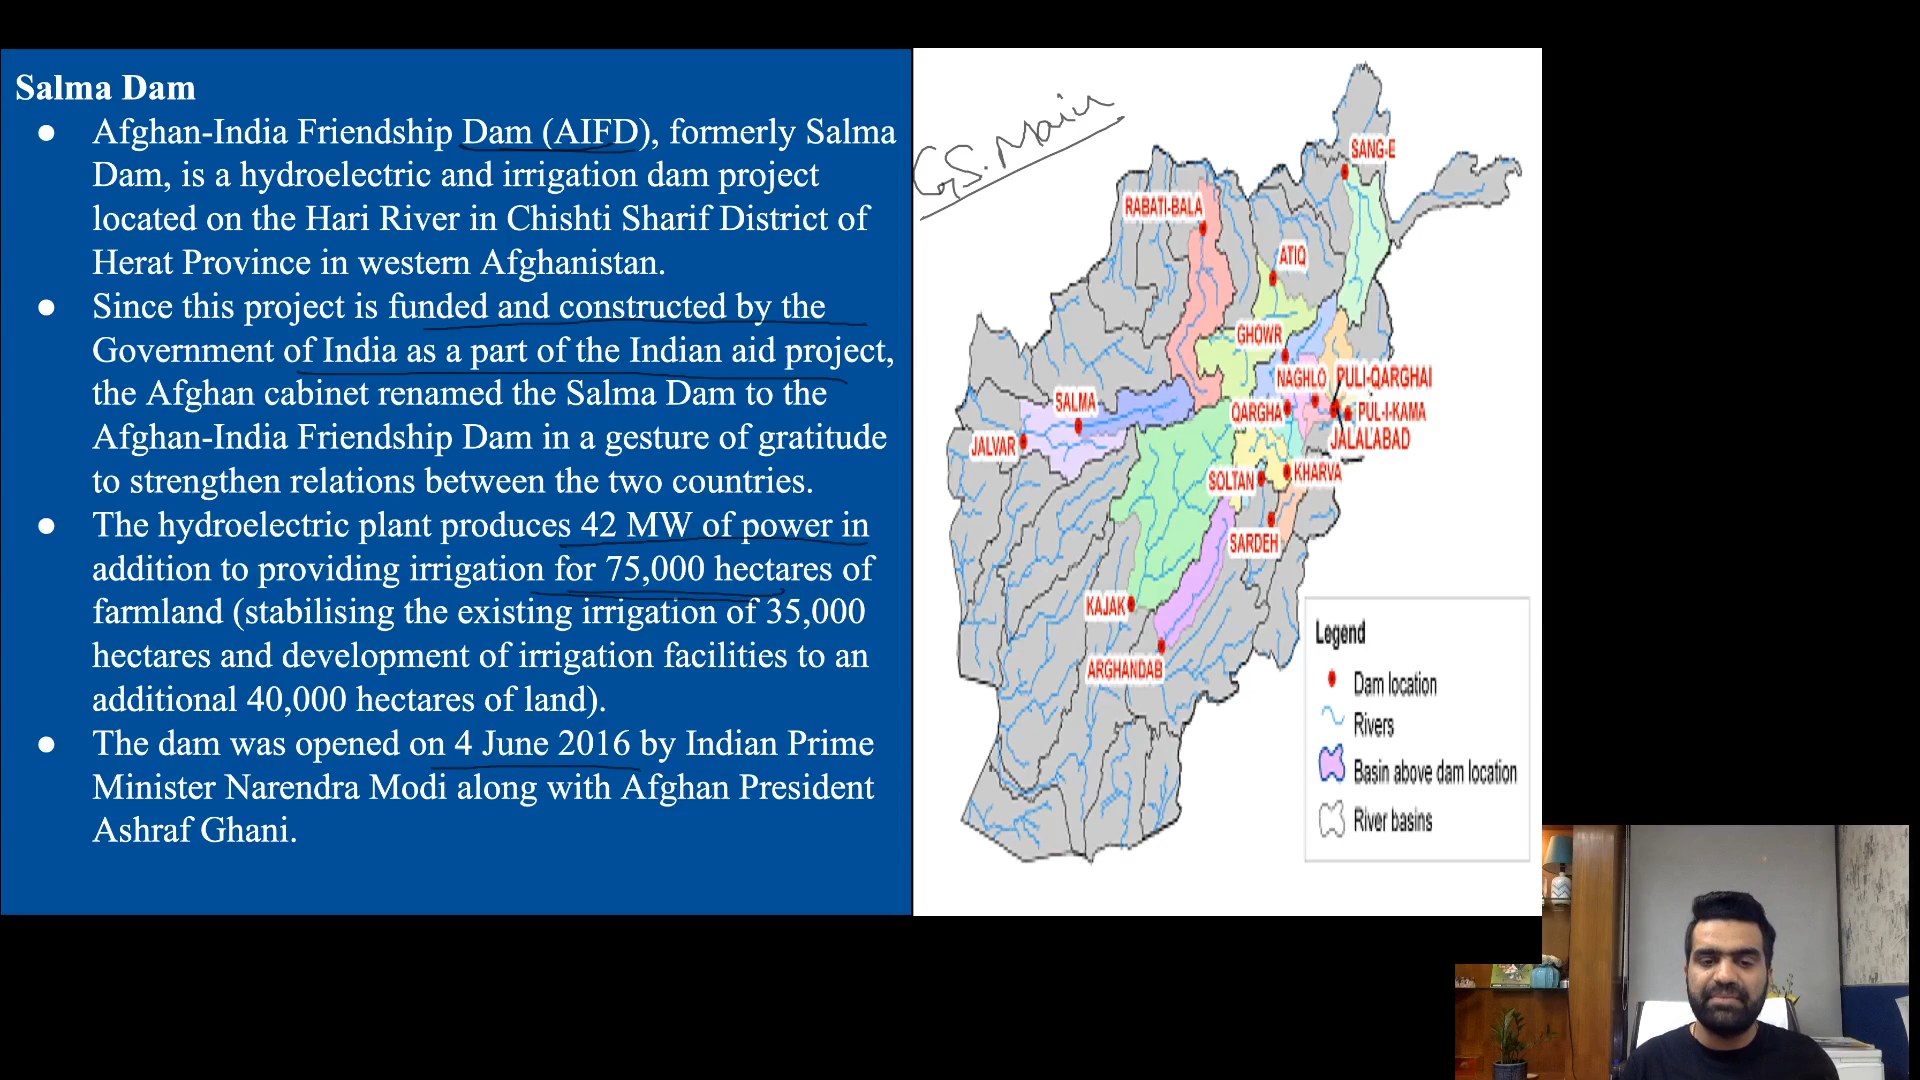 Salma Dam
● Afghan-India Friendship Dam (AIFD), formerly Salma
Dam, is a hydroelectric and irrigation dam project
located on the Hari River in Chishti Sharif District of
Herat Province in western Afghanistan.
● Since this project is funded and constructed by the
Government of India as a part of the Indian aid project,
the Afghan cabinet renamed the Salma Dam to the
Afghan-India Friendship Dam in a gesture of gratitude
to strengthen relations between the two countries.
● The hydroelectric plant produces 42 MW of power in
addition to providing irrigation for 75,000 hectares of
farmland (stabilising the existing irrigation of 35,000
hectares and development of irrigation facilities to an
additional 40,000 hectares of land).
● The dam was opened on 4 June 2016 by Indian Prime
Minister Narendra Modi along with Afghan President
Ashraf Ghani.
GS. Main
SANG-E
RABATI-BALA
ATIQ
GHOWR
NAGHLO
PULI-QARGHAI
SALMA
QARGHA
PUL-I-KAMA
JALVAR
JALAL'ABAD
SOLTAN
KHARVA
SARDEH
KAJAK
ARGHANDAB
Legend
Dam location
Rivers
Basin above dam location
River basins